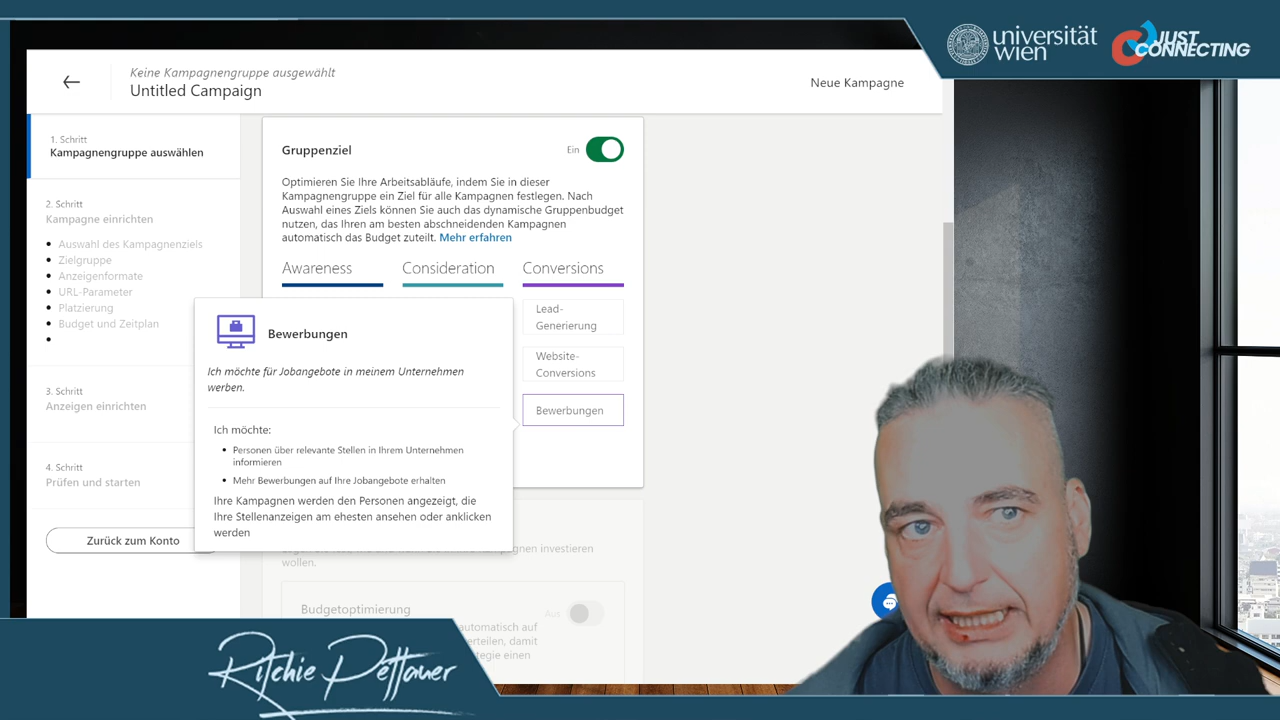 universität
wien
JUST
CONNECTING
Keine Kampagnengruppe ausgewählt
Untitled Campaign
Neue Kampagne
1. Schritt
Kampagnengruppe auswählen
2. Schritt
Kampagne einrichten
Auswahl des Kampagnenziels
Zielgruppe
Anzeigenformate
URL-Parameter
Platzierung
Budget und Zeitplan
3. Schritt
Anzeigen einrichten
4. Schritt
Prüfen und starten
Zurück zum Konto
Gruppenziel
Ein
Optimieren Sie Ihre Arbeitsabläufe, indem Sie in dieser
Kampagnengruppe ein Ziel für alle Kampagnen festlegen. Nach
Auswahl eines Ziels können Sie auch das dynamische Gruppenbudget
nutzen, das Ihren am besten abschneidenden Kampagnen
automatisch das Budget zuteilt. Mehr erfahren
Awareness
Consideration
Conversions
Lead-
Generierung
Website-
Conversions
Bewerbungen
Bewerbungen
Ich möchte für Jobangebote in meinem Unternehmen
werben.
Ich möchte:
Personen über relevante Stellen in Ihrem Unternehmen
informieren
Mehr Bewerbungen auf Ihre Jobangebote erhalten
Ihre Kampagnen werden den Personen angezeigt, die
Ihre Stellenanzeigen am ehesten ansehen oder anklicken
werden
investieren
wollen.
Budgetoptimierung
Aus
automatisch auf
erteilen, damit
tegie einen
Ritchie Pettauer